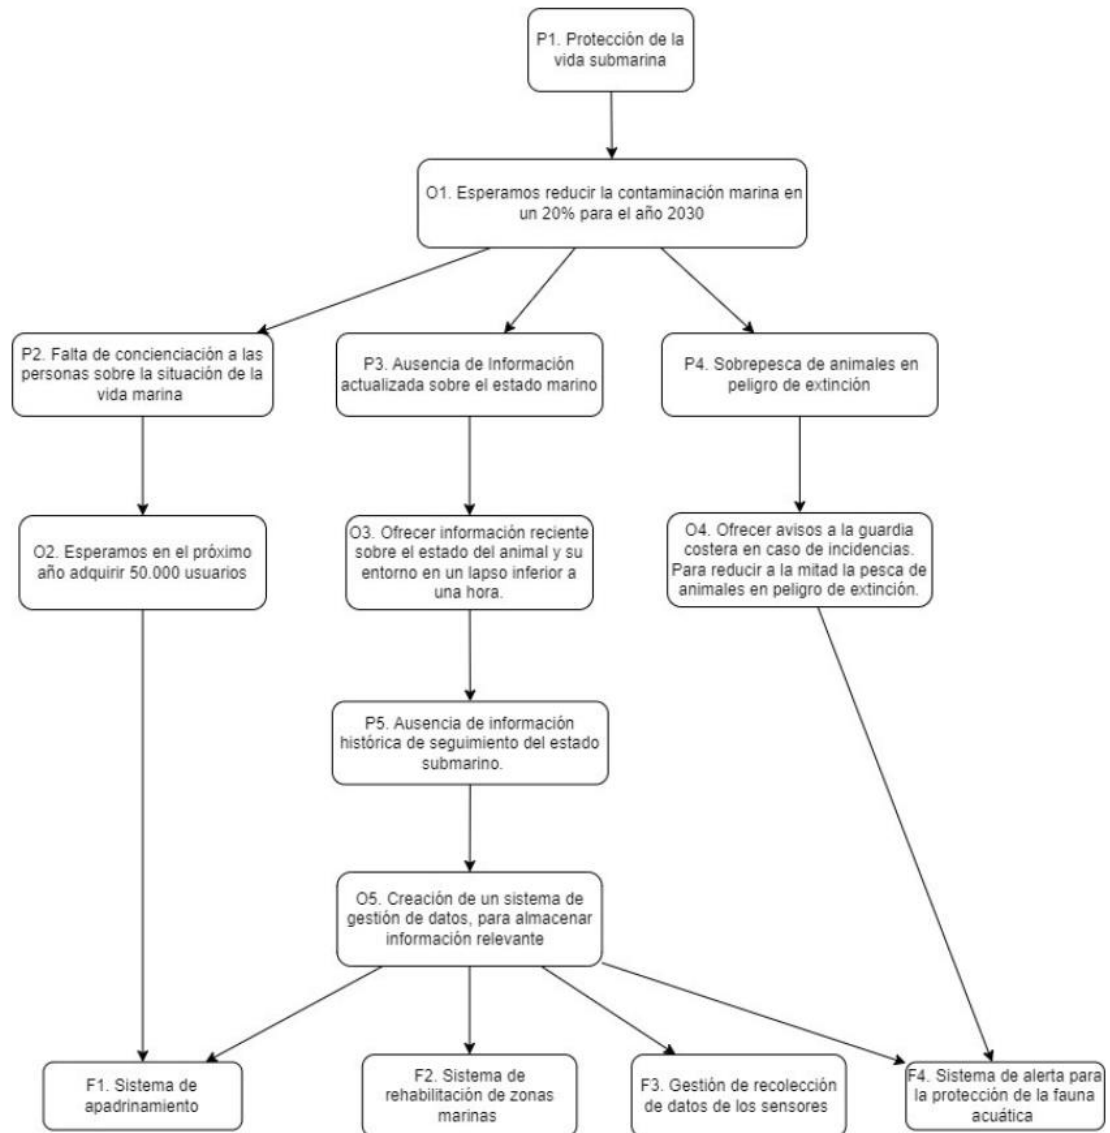 P1. Protección de la
vida submarina
O1. Esperamos reducir la contaminación marina en
un 20% para el año 2030
P2. Falta de concienciación a las
personas sobre la situación de la
vida marina
P3. Ausencia de Información
actualizada sobre el estado marino
P4. Sobrepesca de animales en
peligro de extinción
O2. Esperamos en el próximo
año adquirir 50.000 usuarios
O3. Ofrecer información reciente
sobre el estado del animal y su
entorno en un lapso inferior a
una hora.
O4. Ofrecer avisos a la guardia
costera en caso de incidencias.
Para reducir a la mitad la pesca de
animales en peligro de extinción.
P5. Ausencia de información
histórica de seguimiento del estado
submarino.
O5. Creación de un sistema de
gestión de datos, para almacenar
información relevante
F1. Sistema de
apadrinamiento
F2. Sistema de
rehabilitación de zonas
marinas
F3. Gestión de recolección
de datos de los sensores
F4. Sistema de alerta para
la protección de la fauna
acuática